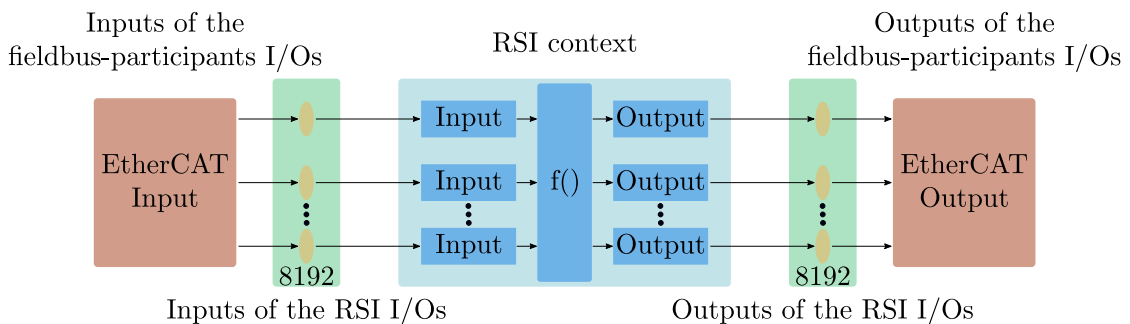 Inputs of the
fieldbus-participants I/Os
RSI context
Outputs of the
fieldbus-participants I/Os
EtherCAT
Input
Input
Input
Input
f()
Output
Output
Output
EtherCAT
Output
8192
8192
Inputs of the RSI I/Os
Outputs of the RSI I/Os